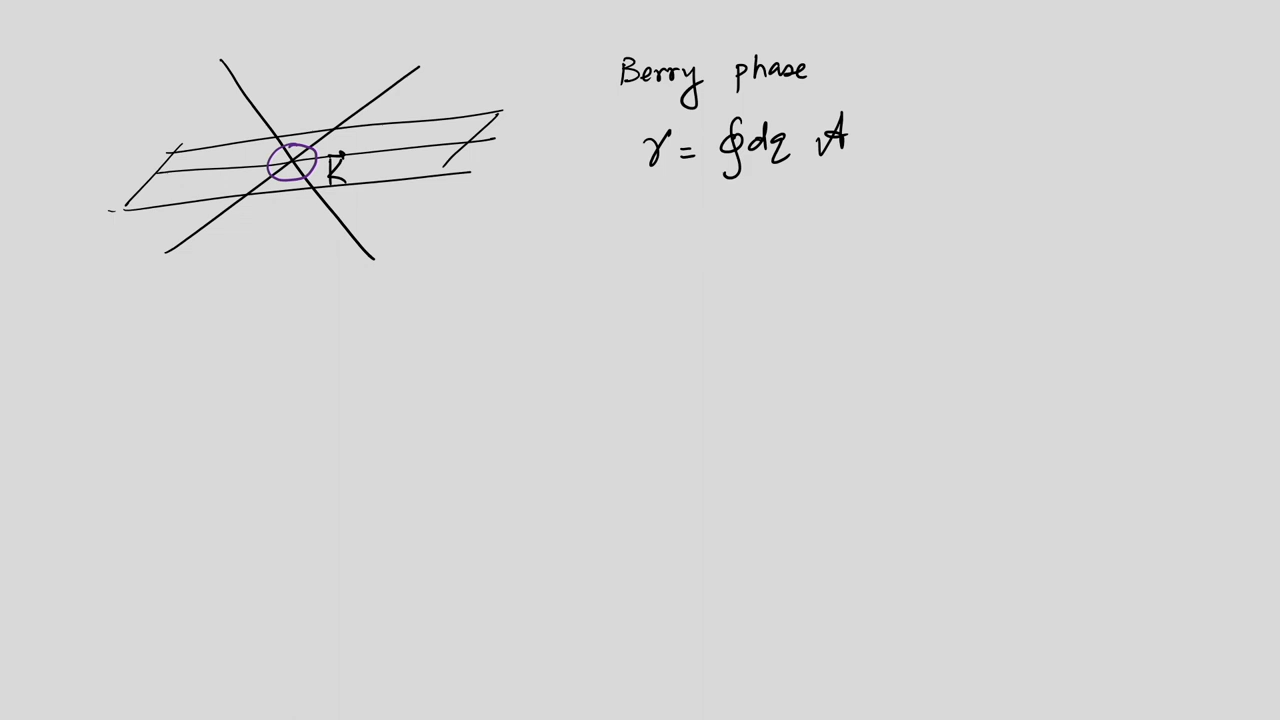 Berry phase
γ = ∮dq 𝒜
K